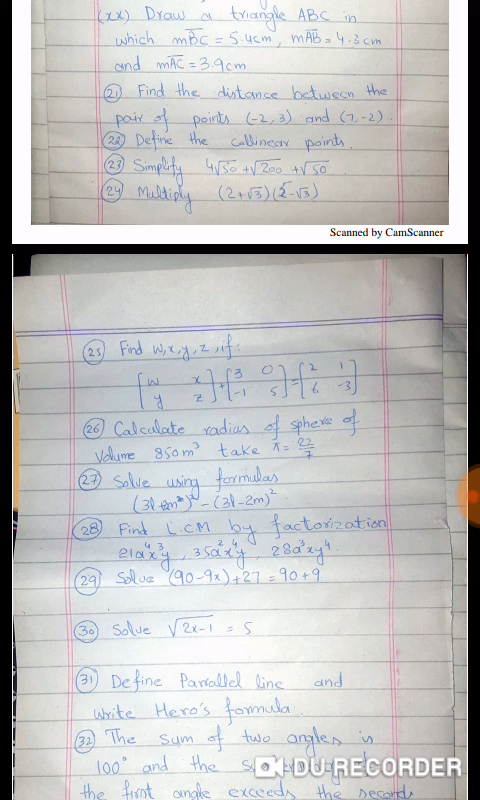 (xx) Draw a triangle ABC in
which mBC = 5.4cm, mAB = 4.3cm
and mAC = 3.9cm
(21) Find the distance between the
pair of points (-2, 3) and (7, -2).
(22) Define the collinear points.
(23) Simplify 4√50 + √200 + √50
(24) Multiply (2+√3)(2-√3)
Scanned by CamScanner
(25) Find w,x,y,z, if:
[w x] + [3 0] = [2 1]
[y z] [-1 5] [6 -3]
(26) Calculate radius of sphere of
Volume 850m³ take π = 22/7
(27) Solve using formulas
(3l+2m)² - (3l-2m)²
(28) Find L.C.M by factorization
21a⁴x³y, 35a²x⁴y, 28a³xy⁴.
(29) Solve (90-9x)+27 = 90+9
(30) Solve √2x-1 = 5
(31) Define Parrallel line and
write Hero's formula.
(32) The sum of two angles is
100° and the
the first angle exceeds the second
DU RECORDER